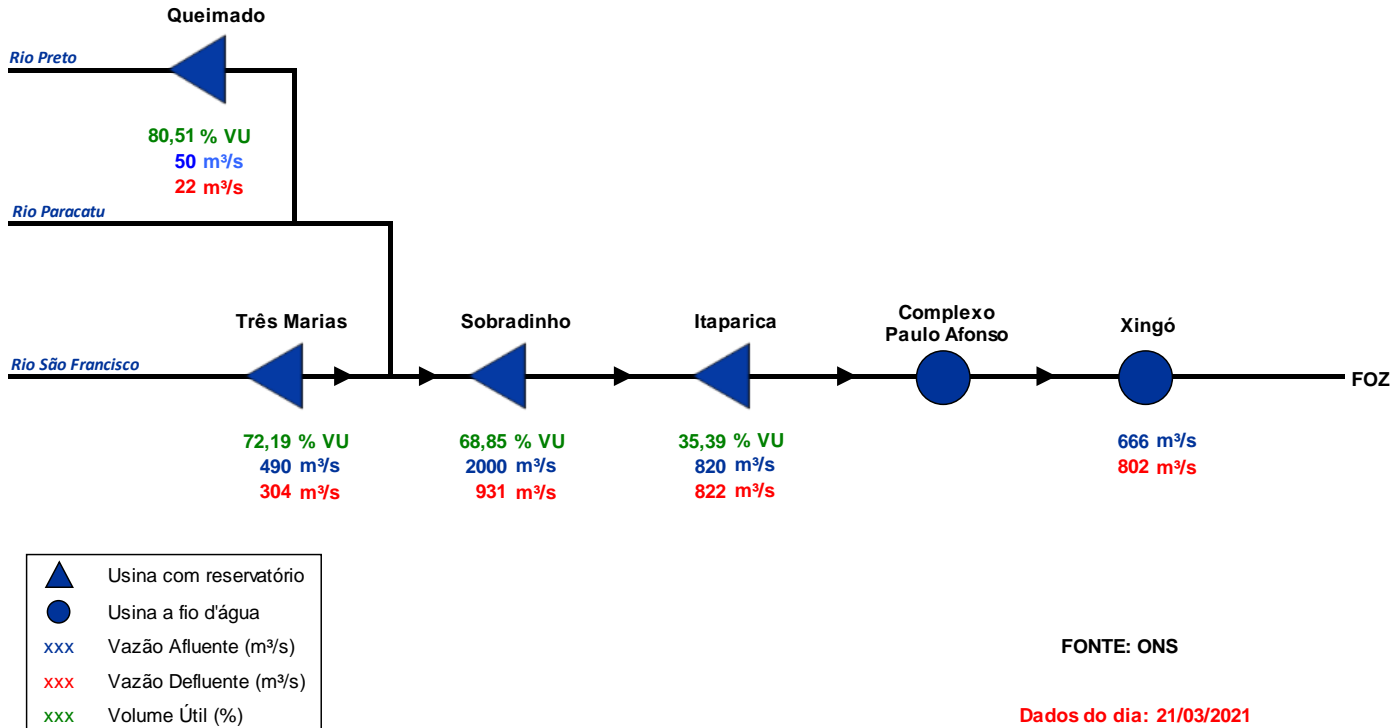 Queimado
Rio Preto
80,51 % VU
50 m³/s
22 m³/s
Rio Paracatu
Três Marias
Sobradinho
Itaparica
Complexo
Paulo Afonso
Xingó
Rio São Francisco
FOZ
72,19 % VU
490 m³/s
304 m³/s
68,85 % VU
2000 m³/s
931 m³/s
35,39 % VU
820 m³/s
822 m³/s
666 m³/s
802 m³/s
Usina com reservatório
Usina a fio d'água
xxx Vazão Afluente (m³/s)
xxx Vazão Defluente (m³/s)
xxx Volume Útil (%)
FONTE: ONS
Dados do dia: 21/03/2021